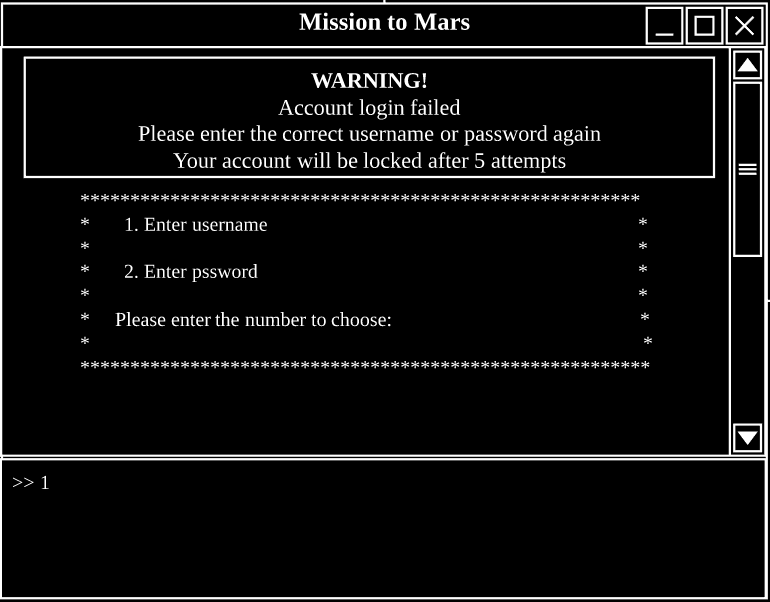 Mission to Mars
WARNING!
Account login failed
Please enter the correct username or password again
Your account will be locked after 5 attempts
********************************************************
* 1. Enter username *
* *
* 2. Enter pssword *
* *
* Please enter the number to choose: *
* *
*********************************************************
>> 1